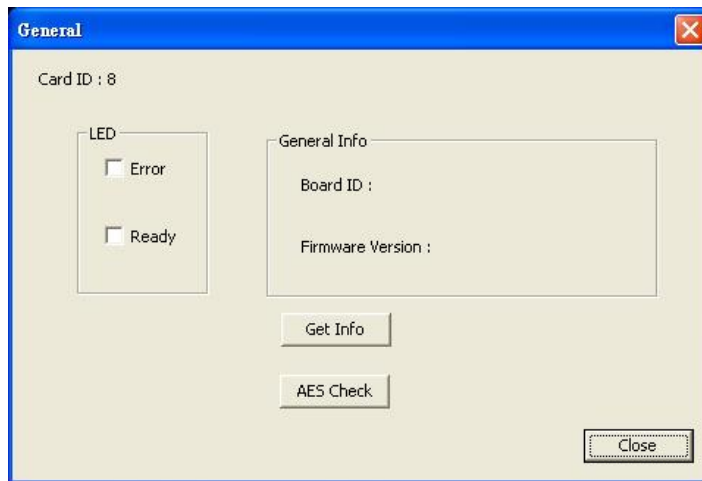 General
Card ID : 8
LED
Error
Ready
General Info
Board ID :
Firmware Version :
Get Info
AES Check
Close